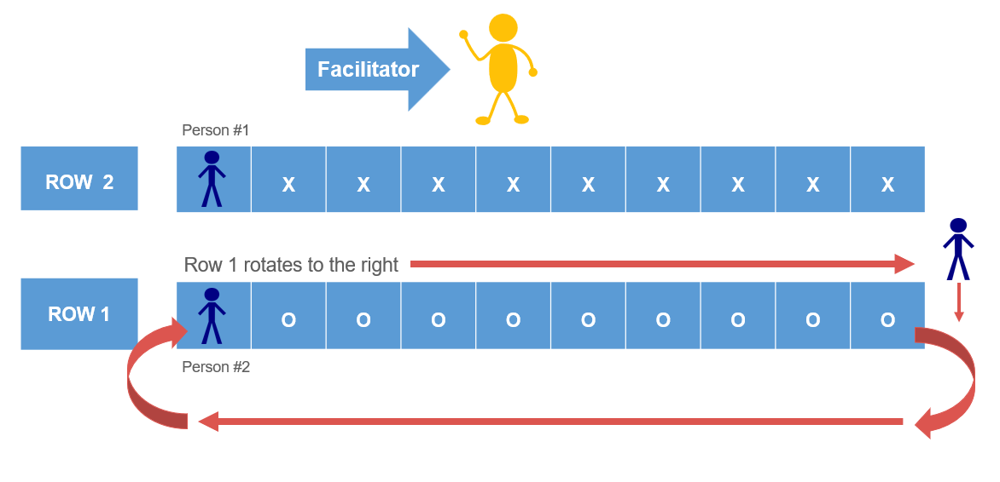 Facilitator
Person #1
ROW 2 X X X X X X X X X
Row 1 rotates to the right
ROW 1 O O O O O O O O O
Person #2